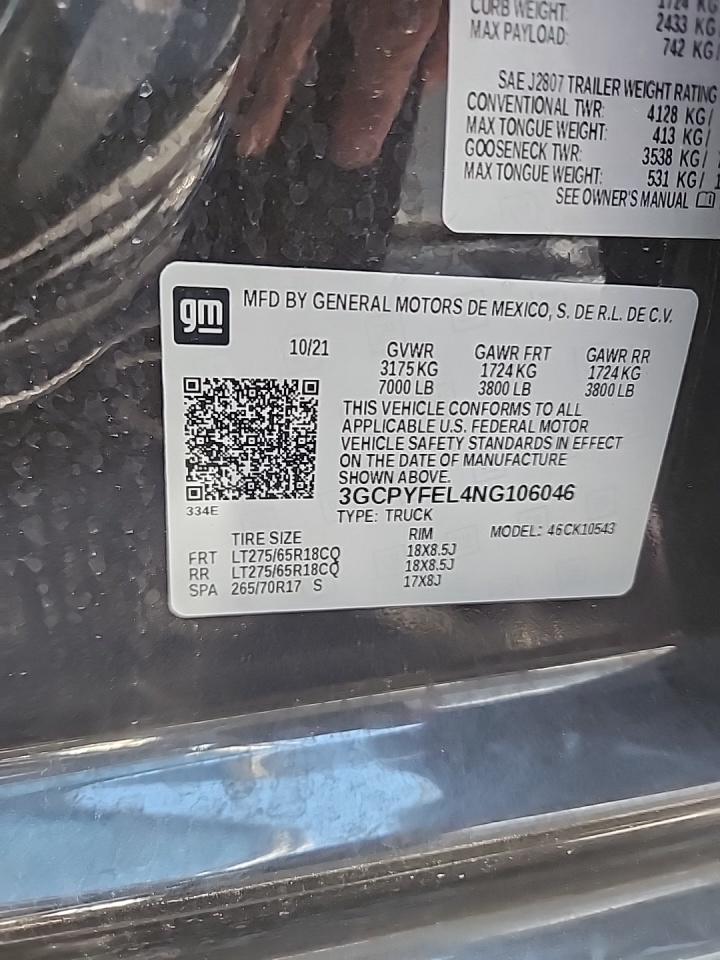 CURB WEIGHT:
MAX PAYLOAD:
2433 KG
742 KG/
SAE J2807 TRAILER WEIGHT RATING
CONVENTIONAL TWR: 4128 KG/
MAX TONGUE WEIGHT: 413 KG/
GOOSENECK TWR: 3538 KG/
MAX TONGUE WEIGHT: 531 KG/
SEE OWNER'S MANUAL
gm
MFD BY GENERAL MOTORS DE MEXICO, S. DE R.L. DE C.V.
10/21 GVWR GAWR FRT GAWR RR
3175 KG 1724 KG 1724 KG
7000 LB 3800 LB 3800 LB
THIS VEHICLE CONFORMS TO ALL
APPLICABLE U.S. FEDERAL MOTOR
VEHICLE SAFETY STANDARDS IN EFFECT
ON THE DATE OF MANUFACTURE
SHOWN ABOVE.
3GCPYFEL4NG106046
334E
TYPE: TRUCK
TIRE SIZE RIM MODEL: 46CK10543
FRT LT275/65R18CQ 18X8.5J
RR LT275/65R18CQ 18X8.5J
SPA 265/70R17 S 17X8J